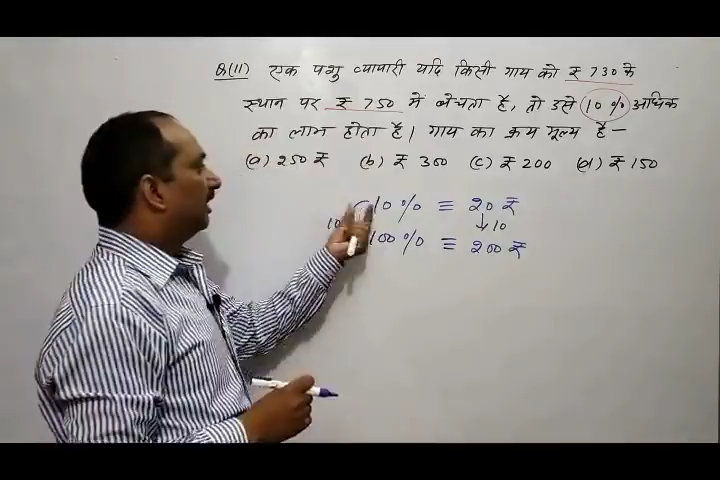 Q(11) एक पशु व्यापारी यदि किसी गाय को ₹ 730 के
स्थान पर ₹ 750 में बेचता है, तो उसे 10% अधिक
का लाभ होता है। गाय का क्रय मूल्य है—
(a) 250 ₹ (b) ₹ 300 (c) ₹ 200 (d) ₹ 150
10% ≡ 20 ₹
10 ↓10
100% ≡ 200 ₹